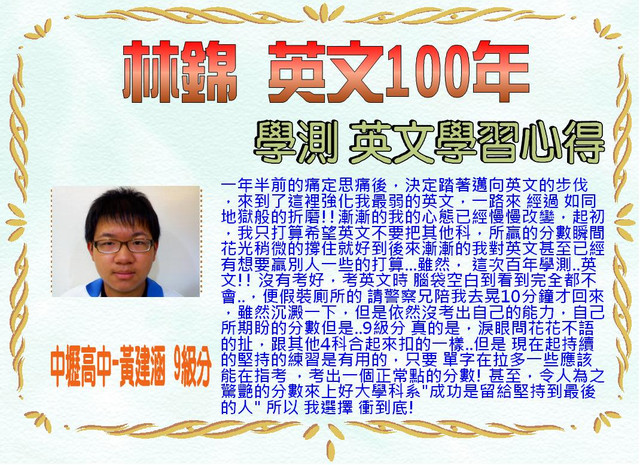 林錦 英文100年
學測 英文學習心得
一年半前的痛定思痛後，決定踏著邁向英文的步伐
，來到了這裡強化我最弱的英文，一路來 經過 如同
地獄般的折磨!!漸漸的我的心態已經慢慢改變，起初
，我只打算希望英文不要把其他科，所贏的分數瞬間
花光稍微的撐住就好到後來漸漸的我對英文甚至已經
有想要贏別人一些的打算...雖然， 這次百年學測..英
文!! 沒有考好，考英文時 腦袋空白到看到完全都不
會..，便假裝廁所的 請警察兄陪我去晃10分鐘才回來
，雖然沉澱一下，但是依然沒考出自己的能力，自己
所期盼的分數但是..9級分 真的是，淚眼問花花不語
的扯，跟其他4科合起來扣的一樣..但是 現在起持續
的堅持的練習是有用的，只要 單字在拉多一些應該
能在指考 ，考出一個正常點的分數! 甚至，令人為之
驚艷的分數來上好大學科系"成功是留給堅持到最後
的人" 所以 我選擇 衝到底!
中壢高中-黃建涵 9級分